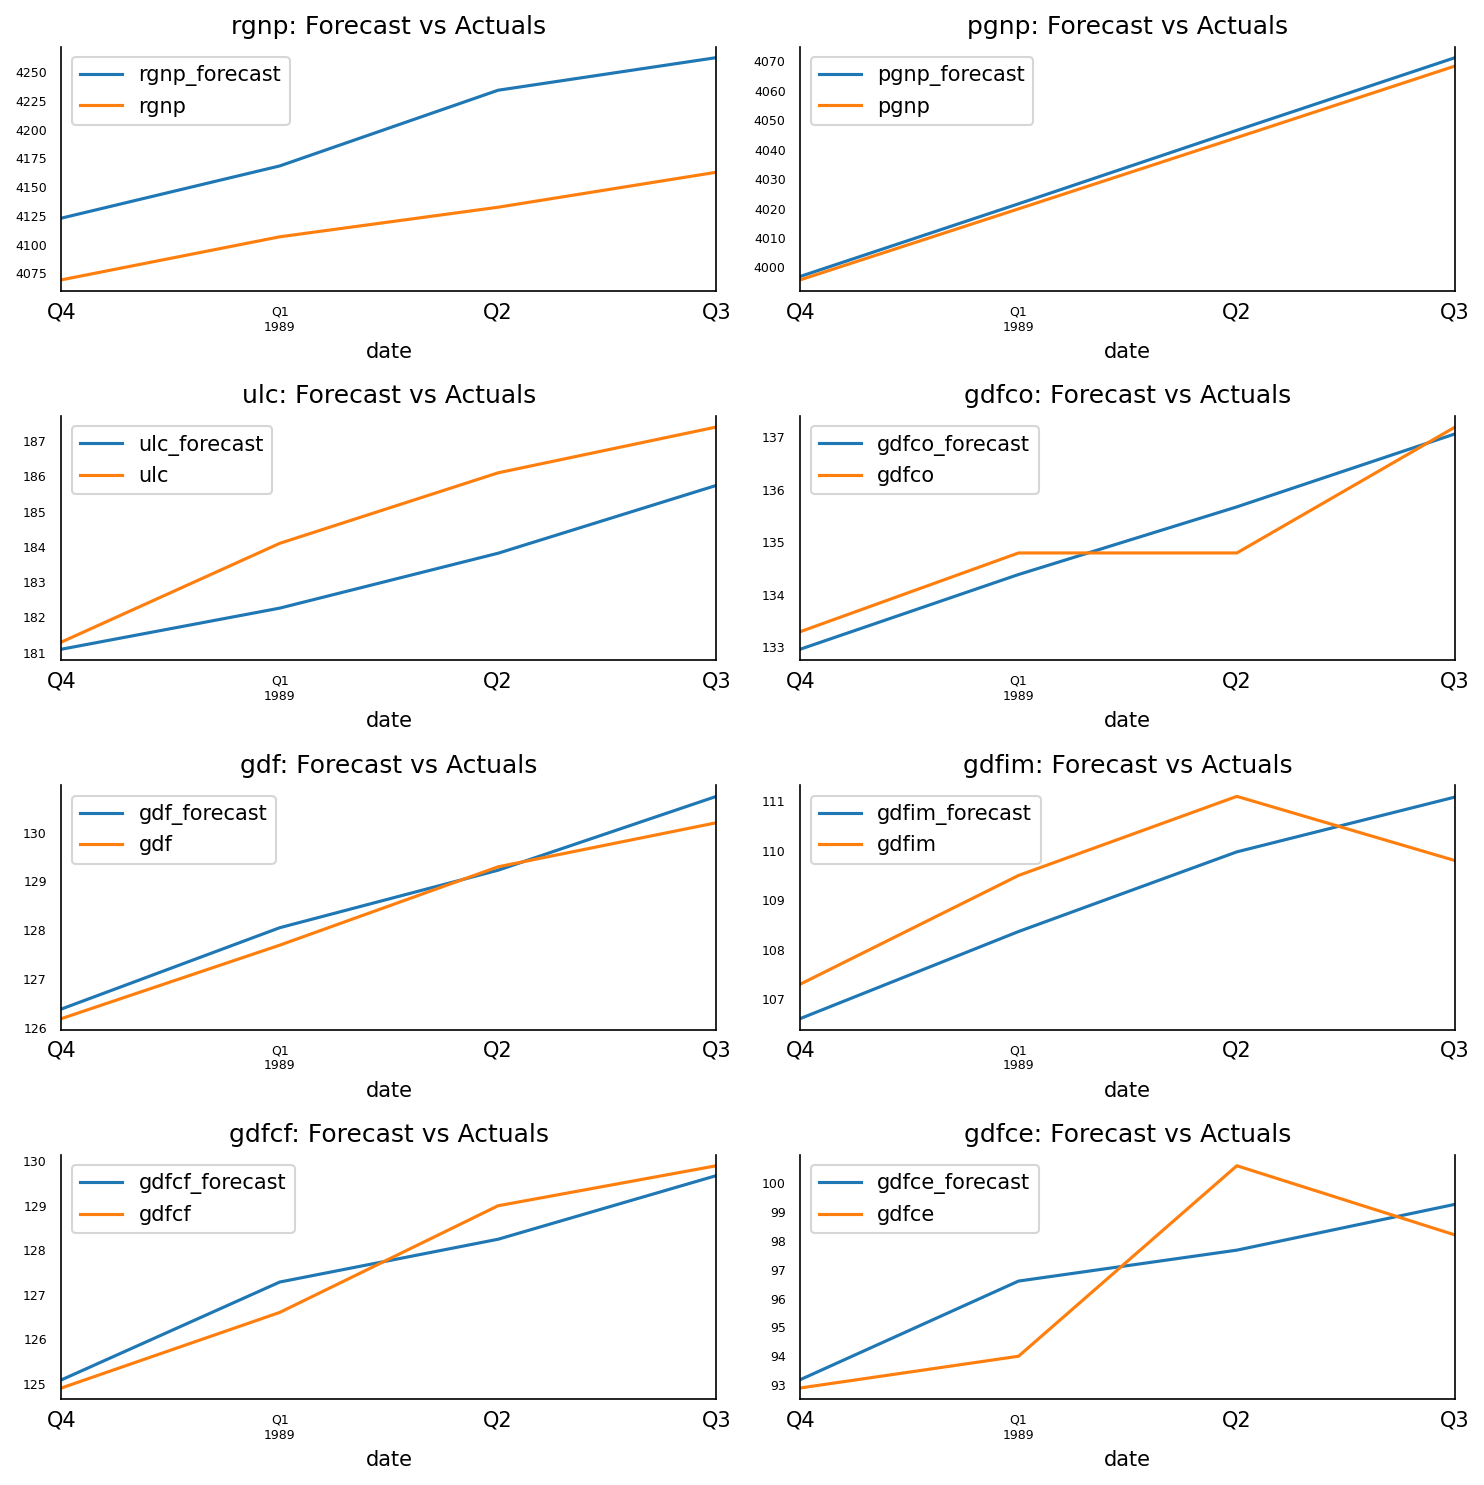 rgnp: Forecast vs Actuals
rgnp_forecast
rgnp
4250
4225
4200
4175
4150
4125
4100
4075
Q4
Q1
1989
Q2
Q3
date
pgnp: Forecast vs Actuals
pgnp_forecast
pgnp
4070
4060
4050
4040
4030
4020
4010
4000
Q4
Q1
1989
Q2
Q3
date
ulc: Forecast vs Actuals
ulc_forecast
ulc
187
186
185
184
183
182
181
Q4
Q1
1989
Q2
Q3
date
gdfco: Forecast vs Actuals
gdfco_forecast
gdfco
137
136
135
134
133
Q4
Q1
1989
Q2
Q3
date
gdf: Forecast vs Actuals
gdf_forecast
gdf
130
129
128
127
126
Q4
Q1
1989
Q2
Q3
date
gdfim: Forecast vs Actuals
gdfim_forecast
gdfim
111
110
109
108
107
Q4
Q1
1989
Q2
Q3
date
gdfcf: Forecast vs Actuals
gdfcf_forecast
gdfcf
130
129
128
127
126
125
Q4
Q1
1989
Q2
Q3
date
gdfce: Forecast vs Actuals
gdfce_forecast
gdfce
100
99
98
97
96
95
94
93
Q4
Q1
1989
Q2
Q3
date